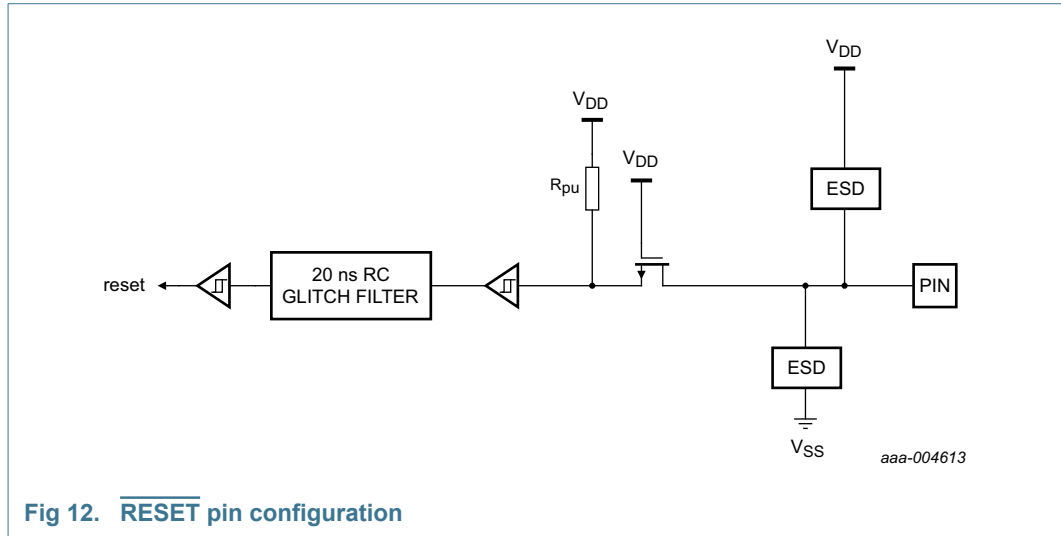 VDD
VDD
VDD
Rpu
ESD
reset
20 ns RC
GLITCH FILTER
PIN
ESD
VSS
aaa-004613
Fig 12. RESET pin configuration